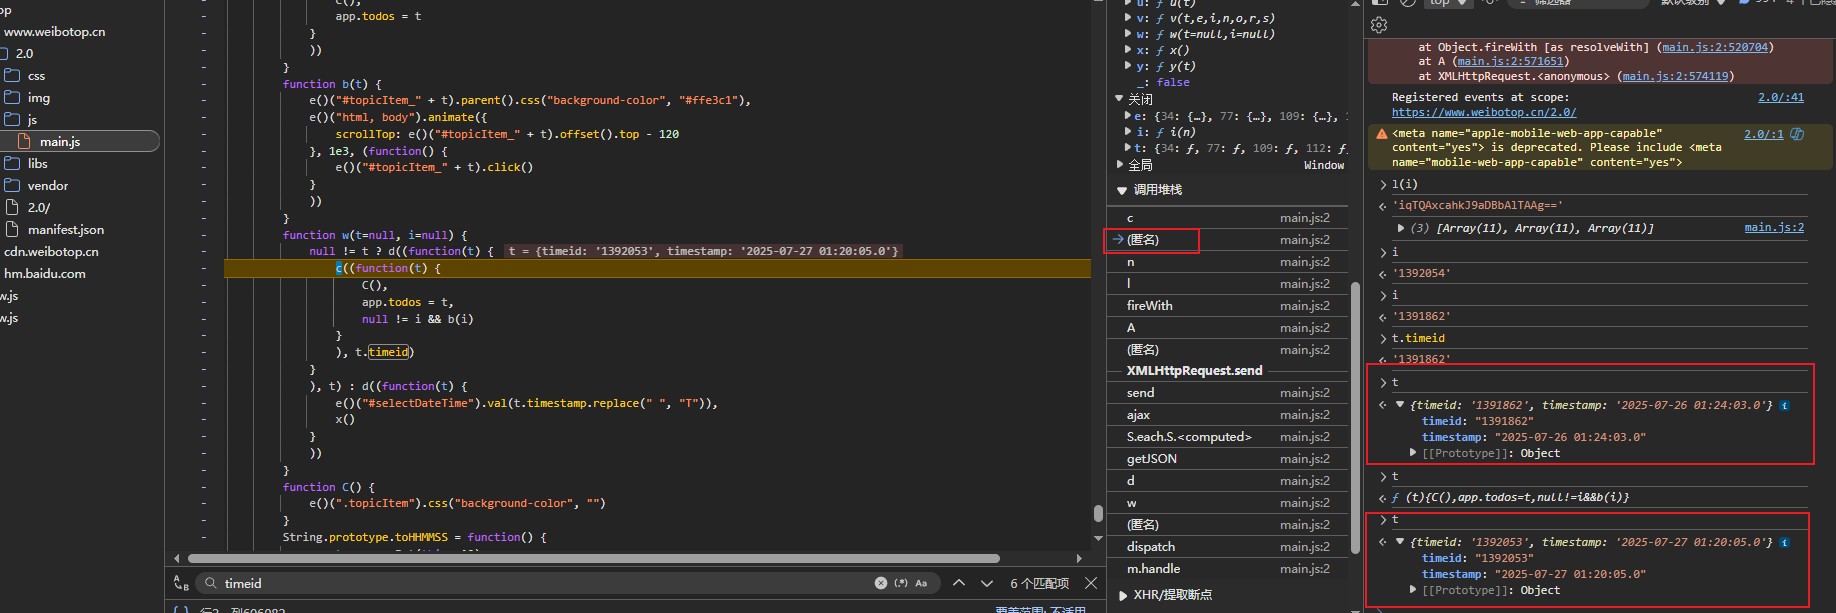 op
www.weibotop.cn
2.0
css
img
js
main.js
libs
vendor
2.0/
manifest.json
cdn.weibotop.cn
hm.baidu.com
w.js
w.js
C(),
app.todos = t
}
))
}
function b(t) {
e()("#topicItem_" + t).parent().css("background-color", "#ffe3c1"),
e()("html, body").animate({
scrollTop: e()("#topicItem_" + t).offset().top - 120
}, 1e3, (function() {
e()("#topicItem_" + t).click()
}
))
}
function w(t=null, i=null) {
null != t ? d((function(t) { t = {timeid: '1392053', timestamp: '2025-07-27 01:20:05.0'}
c((function(t) {
C(),
app.todos = t,
null != i && b(i)
}
), t.timeid)
}
), t) : d((function(t) {
e()("#selectDateTime").val(t.timestamp.replace(" ", "T")),
x()
}
))
}
function C() {
e()(".topicItem").css("background-color", "")
}
String.prototype.toHHMMSS = function() {
timeid
(.*)
Aa
6 个匹配项
u: ƒ u(t)
v: ƒ v(t,e,i,n,o,r,s)
w: ƒ w(t=null,i=null)
x: ƒ x()
y: ƒ y(t)
_: false
关闭
e: {34: {…}, 77: {…}, 109: {…}, 1
i: ƒ i(n)
t: {34: ƒ, 77: ƒ, 109: ƒ, 112: ƒ,
全局 Window
调用堆栈
c main.js:2
(匿名) main.js:2
n main.js:2
l main.js:2
fireWith main.js:2
A main.js:2
(匿名) main.js:2
XMLHttpRequest.send
send main.js:2
ajax main.js:2
S.each.S.<computed> main.js:2
getJSON main.js:2
d main.js:2
w main.js:2
(匿名) main.js:2
dispatch main.js:2
m.handle main.js:2
XHR/提取断点
top
筛选器
默认级别
at Object.fireWith [as resolveWith] (main.js:2:520704)
at A (main.js:2:571651)
at XMLHttpRequest.<anonymous> (main.js:2:574119)
Registered events at scope: 2.0/:41
https://www.weibotop.cn/2.0/
<meta name="apple-mobile-web-app-capable" 2.0/:1
content="yes"> is deprecated. Please include <meta
name="mobile-web-app-capable" content="yes">
l(i)
'iqTQAxcahkJ9aDBbAlTAAg=='
(3) [Array(11), Array(11), Array(11)] main.js:2
i
'1392054'
i
'1391862'
t.timeid
'1391862'
t
{timeid: '1391862', timestamp: '2025-07-26 01:24:03.0'}
timeid: "1391862"
timestamp: "2025-07-26 01:24:03.0"
[[Prototype]]: Object
t
ƒ (t){C(),app.todos=t,null!=i&&b(i)}
t
{timeid: '1392053', timestamp: '2025-07-27 01:20:05.0'}
timeid: "1392053"
timestamp: "2025-07-27 01:20:05.0"
[[Prototype]]: Object